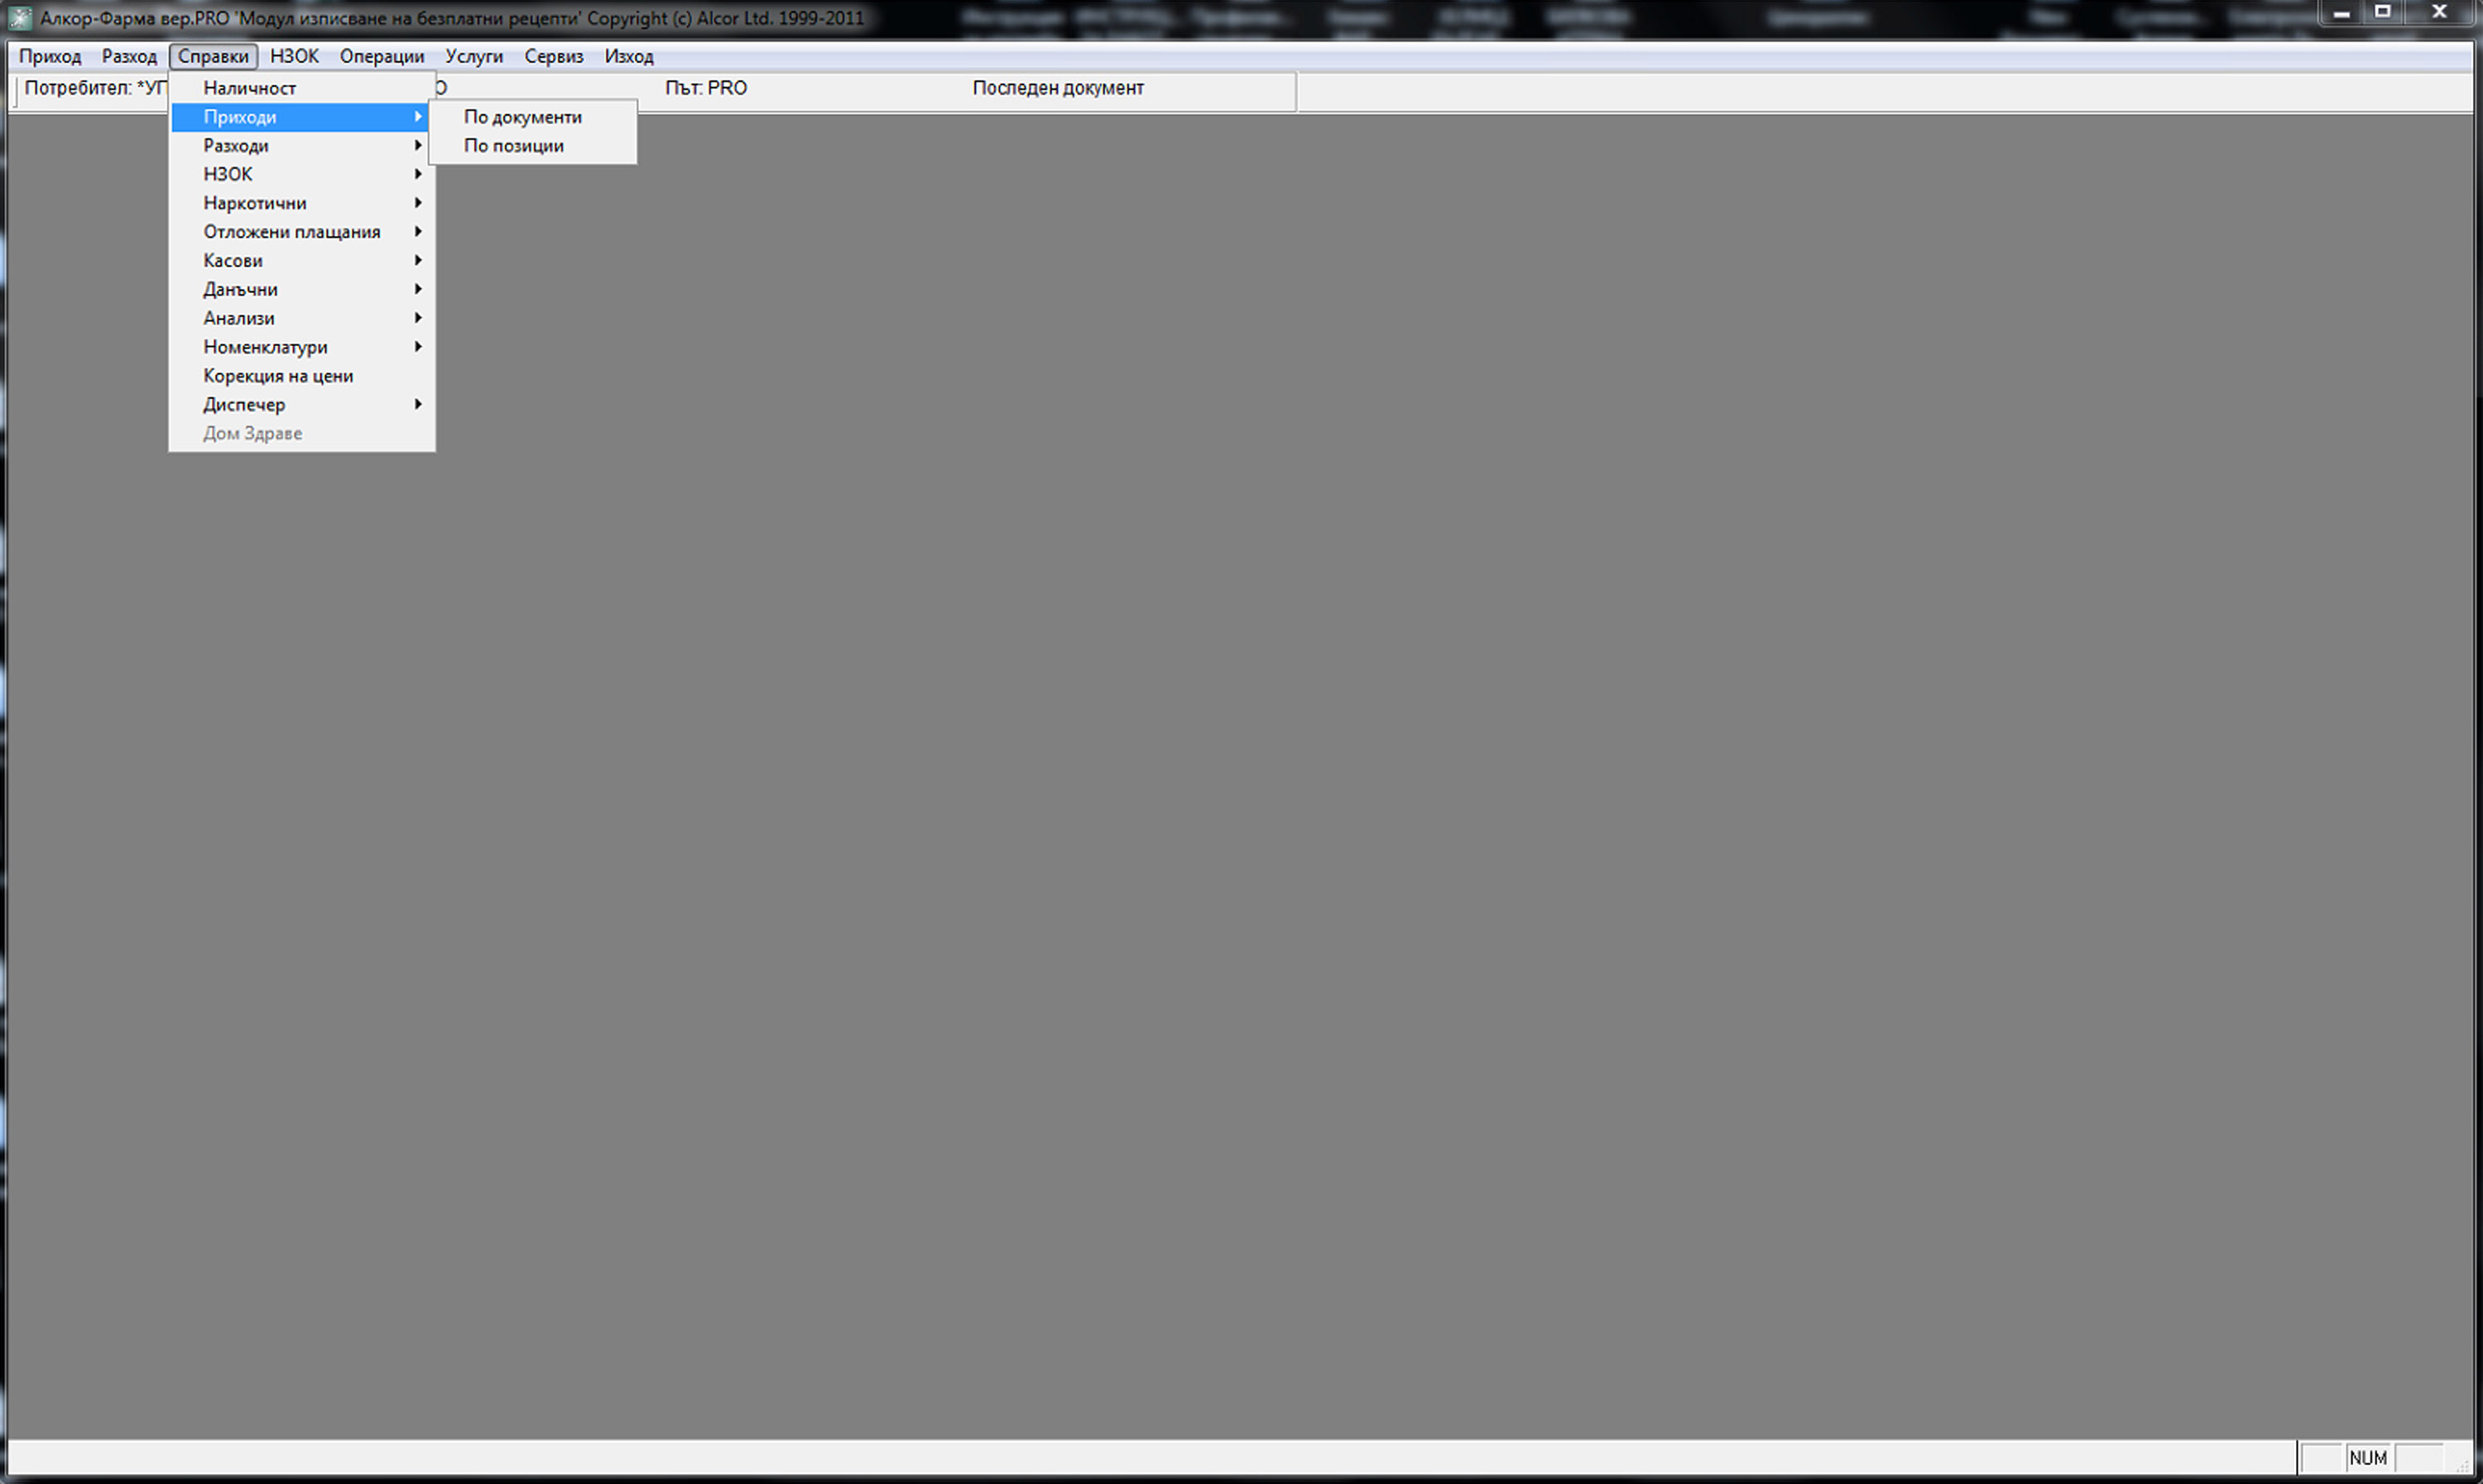 Алкор-Фарма вер.PRO 'Модул изписване на безплатни рецепти' Copyright (c) Alcor Ltd. 1999-2011
Приход Разход Справки НЗОК Операции Услуги Сервиз Изход
Потребител: Път: PRO Последен документ
Наличност
Приходи
По документи
Разходи
По позиции
НЗОК
Наркотични
Отложени плащания
Касови
Данъчни
Анализи
Номенклатури
Корекция на цени
Диспечер
Дом Здраве
NUM